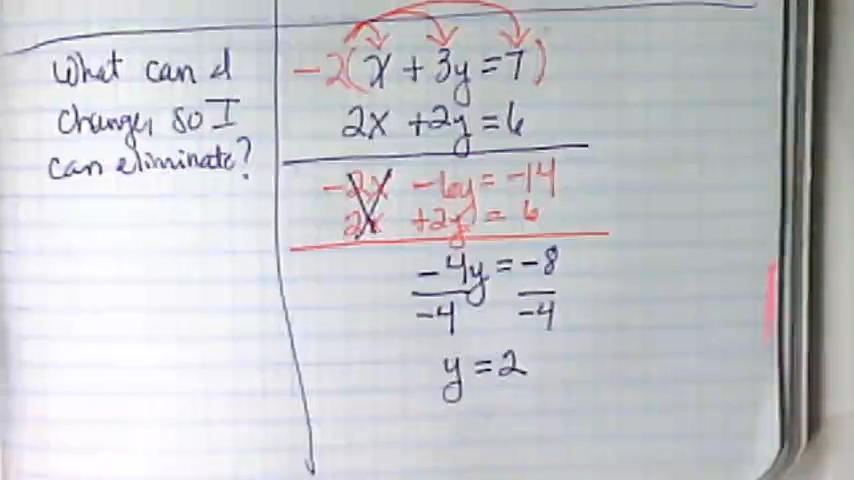 What can I
change, so I
can eliminate?
-2(x + 3y = 7)
2x + 2y = 6
-2x - 6y = -14
2x + 2y = 6
-4y = -8
-4 -4
y = 2